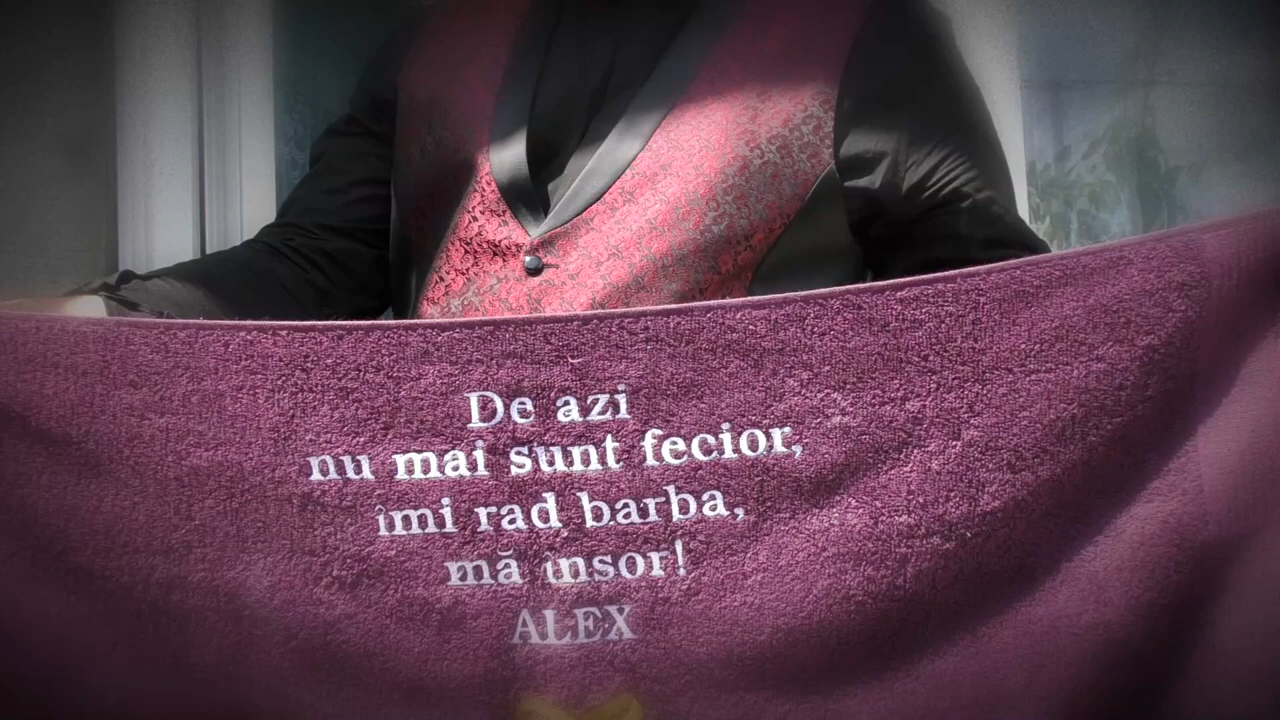 De azi
nu mai sunt fecior,
îmi rad barba,
mă însor!
ALEX